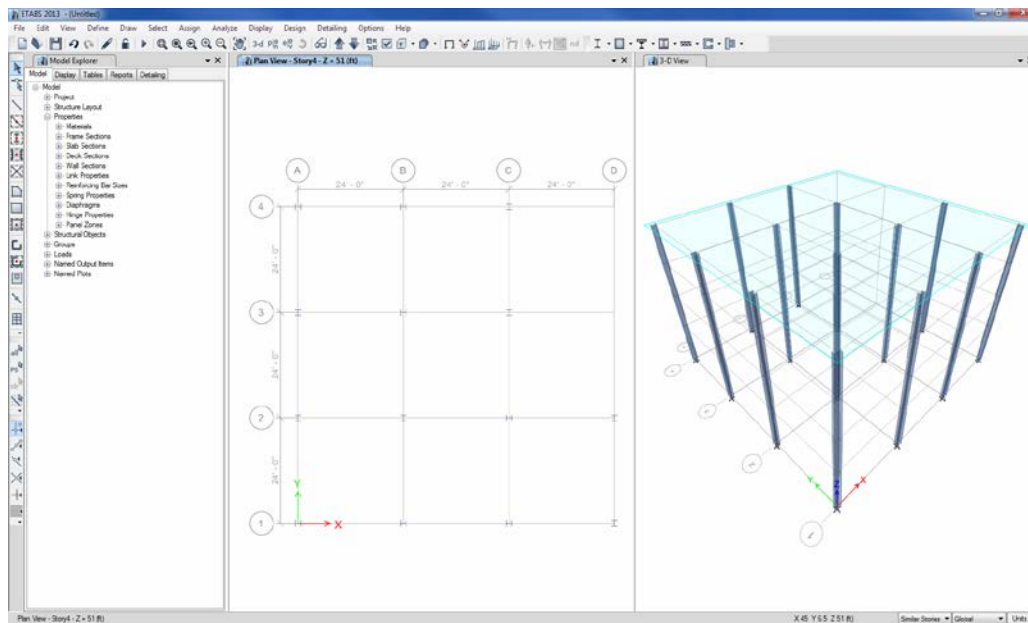 ETABS 2013 - (Untitled)
File Edit View Define Draw Select Assign Analyze Display Design Detailing Options Help
3-d
nd
Model Explorer
Plan View - Story4 - Z = 51 (ft)
3-D View
Model Display Tables Reports Detailing
Model
Project
Structure Layout
Properties
Materials
Frame Sections
Slab Sections
Deck Sections
Wall Sections
Link Properties
Reinforcing Bar Sizes
Spring Properties
Diaphragms
Hinge Properties
Panel Zones
Structural Objects
Groups
Loads
Named Output Items
Named Plots
A B C D
24' - 0" 24' - 0" 24' - 0"
4
24' - 0"
3
24' - 0"
2
24' - 0"
1
Y
X
Y Z X
Plan View - Story4 - Z = 51 (ft)
X 45 Y 6.5 Z 51 (ft)
Similar Stories Global Units